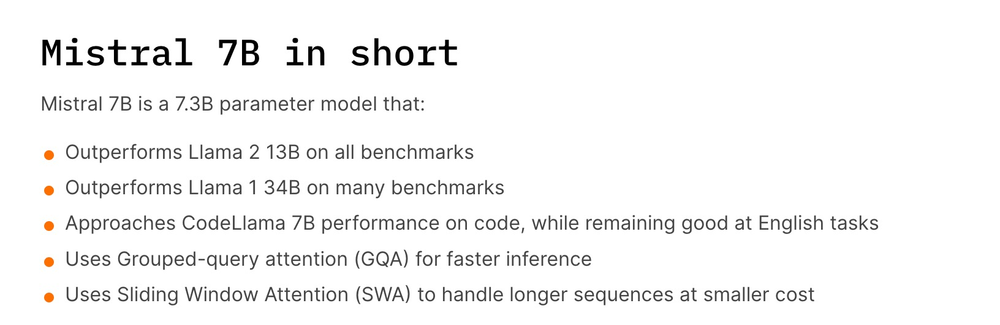 Mistral 7B in short
Mistral 7B is a 7.3B parameter model that:
Outperforms Llama 2 13B on all benchmarks
Outperforms Llama 1 34B on many benchmarks
Approaches CodeLlama 7B performance on code, while remaining good at English tasks
Uses Grouped-query attention (GQA) for faster inference
Uses Sliding Window Attention (SWA) to handle longer sequences at smaller cost